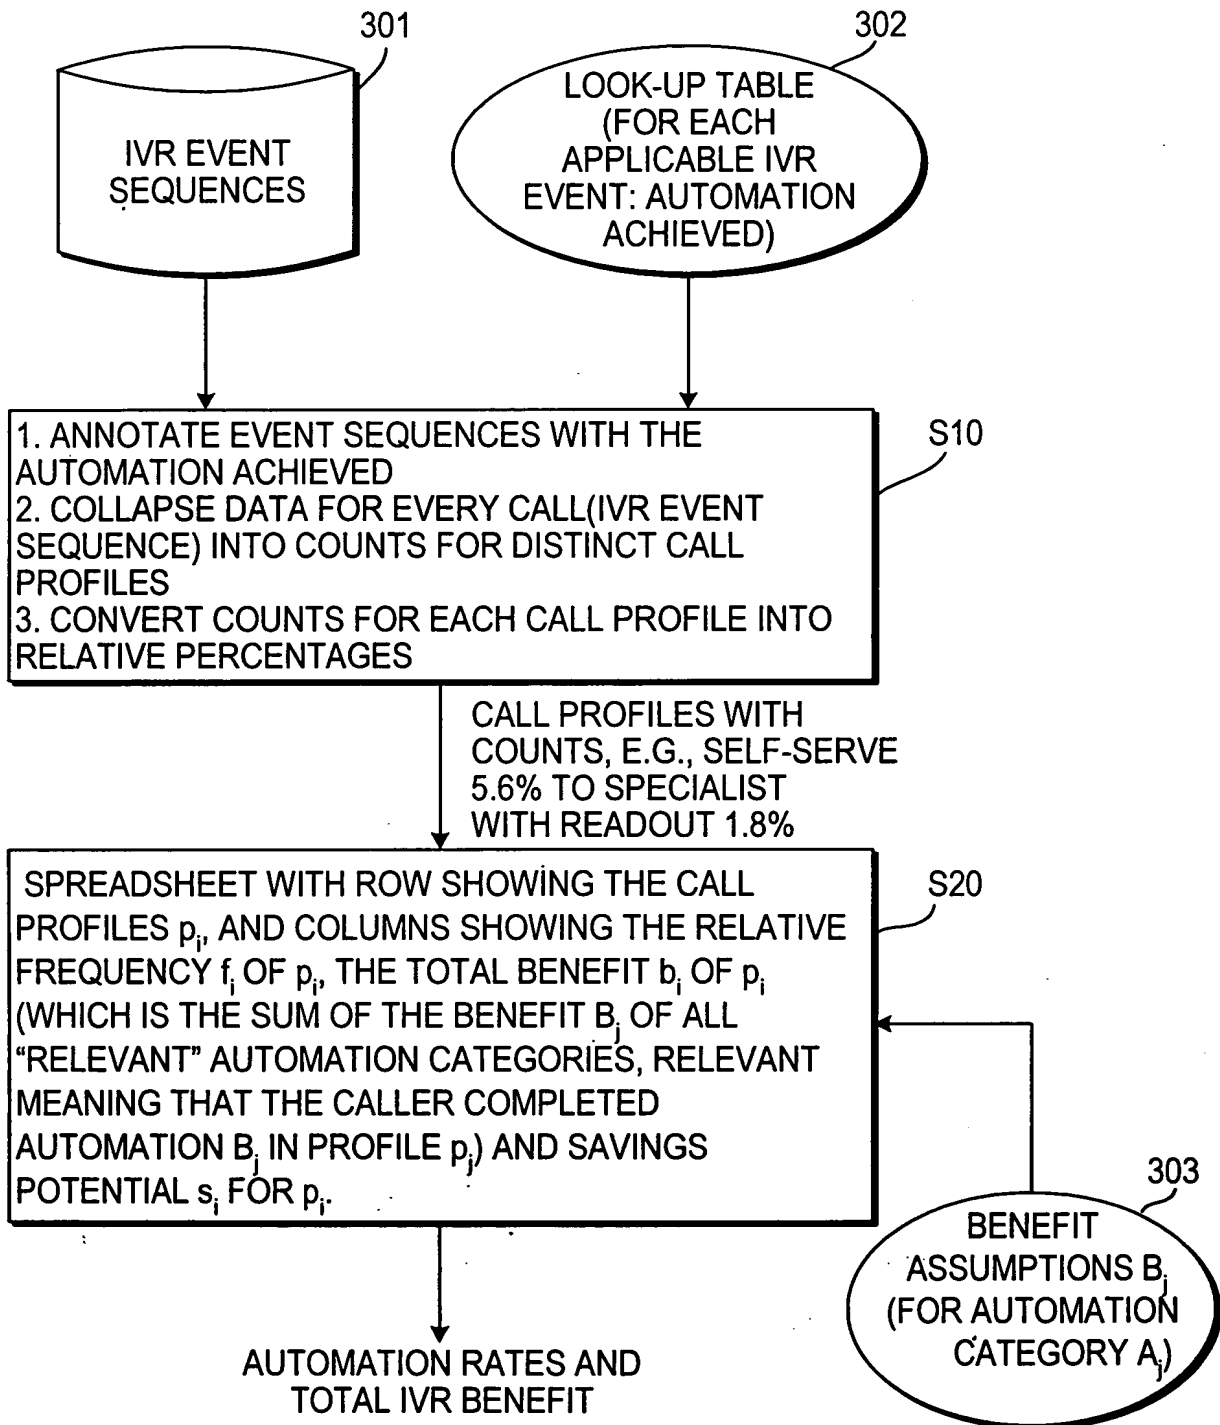 301
302
IVR EVENT
SEQUENCES
LOOK-UP TABLE
(FOR EACH
APPLICABLE IVR
EVENT: AUTOMATION
ACHIEVED)
S10
1. ANNOTATE EVENT SEQUENCES WITH THE
AUTOMATION ACHIEVED
2. COLLAPSE DATA FOR EVERY CALL(IVR EVENT
SEQUENCE) INTO COUNTS FOR DISTINCT CALL
PROFILES
3. CONVERT COUNTS FOR EACH CALL PROFILE INTO
RELATIVE PERCENTAGES
CALL PROFILES WITH
COUNTS, E.G., SELF-SERVE
5.6% TO SPECIALIST
WITH READOUT 1.8%
S20
SPREADSHEET WITH ROW SHOWING THE CALL
PROFILES pi, AND COLUMNS SHOWING THE RELATIVE
FREQUENCY fi OF pi, THE TOTAL BENEFIT bi OF pi
(WHICH IS THE SUM OF THE BENEFIT Bj OF ALL
“RELEVANT” AUTOMATION CATEGORIES, RELEVANT
MEANING THAT THE CALLER COMPLETED
AUTOMATION Bj IN PROFILE pj) AND SAVINGS
POTENTIAL si FOR pi.
303
BENEFIT
ASSUMPTIONS Bj
(FOR AUTOMATION
CATEGORY Aj)
AUTOMATION RATES AND
TOTAL IVR BENEFIT